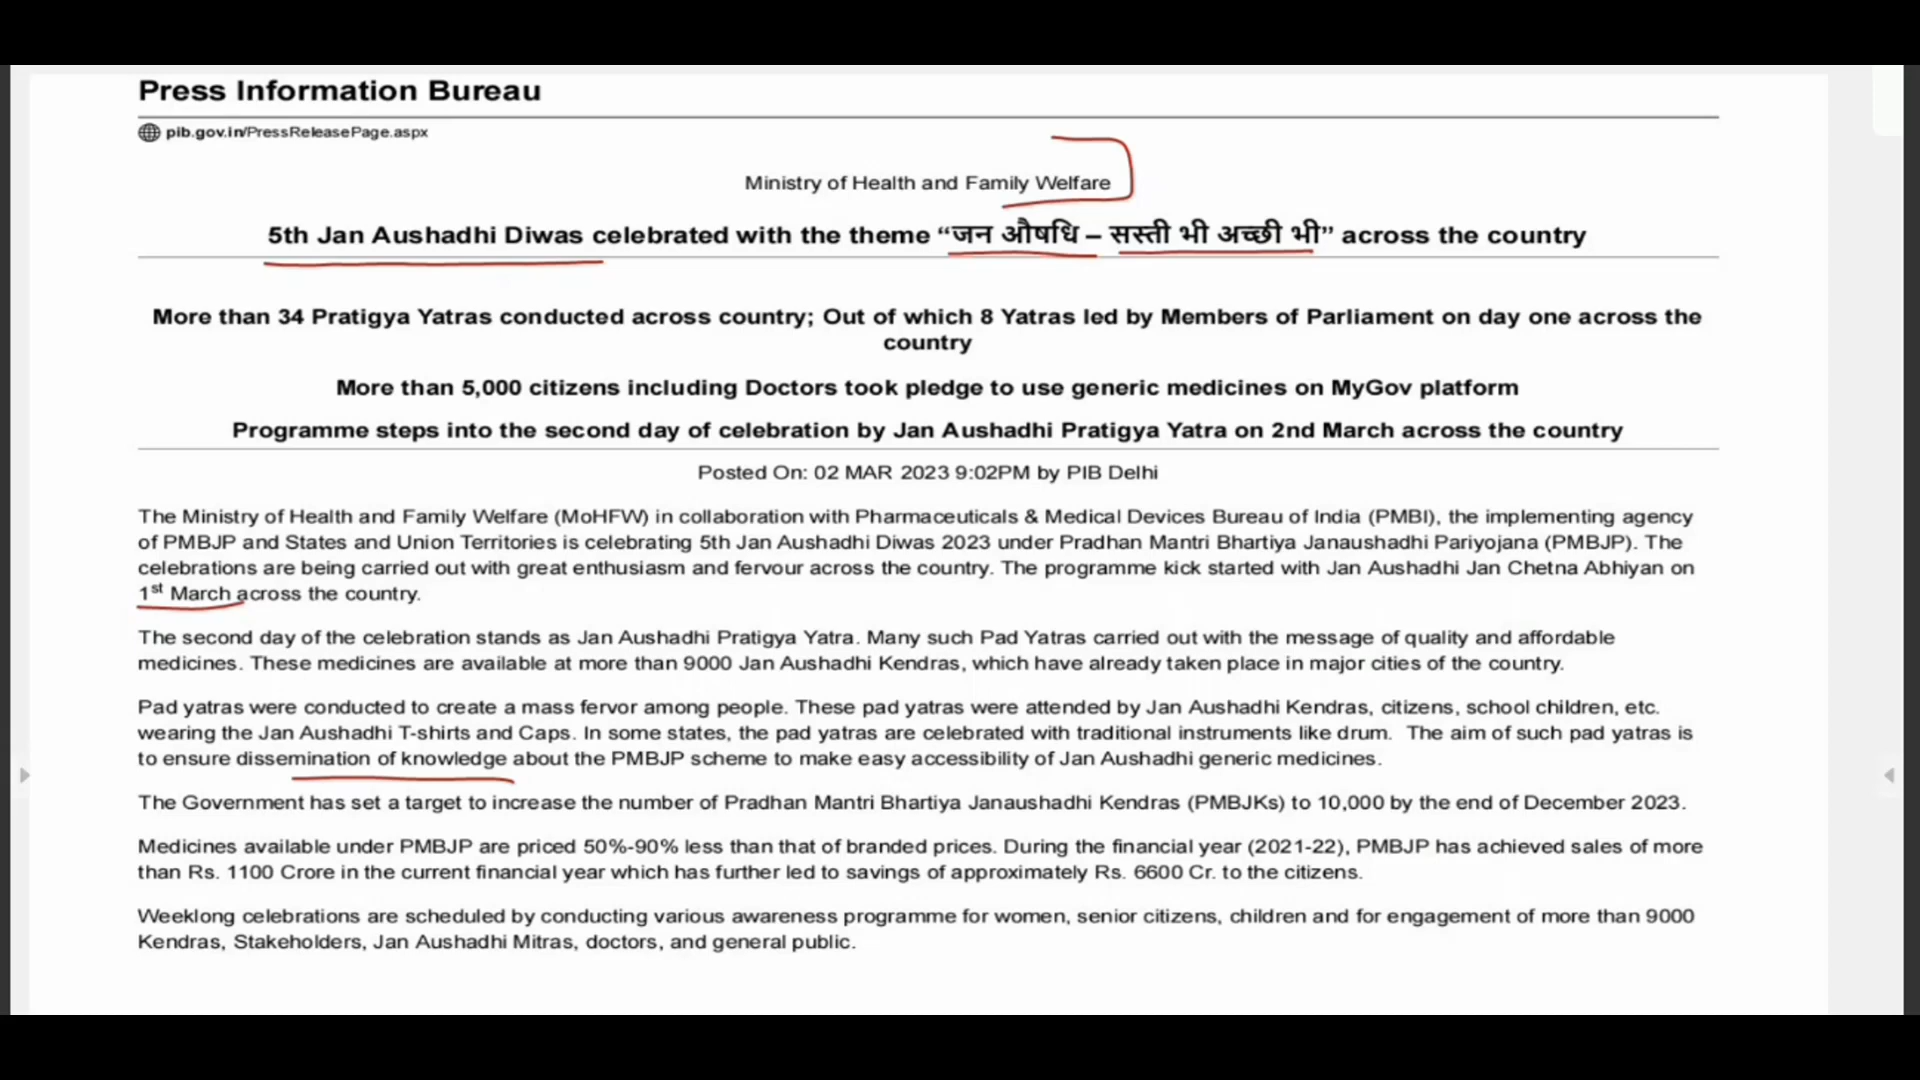 Press Information Bureau
pib.gov.in/PressReleasePage.aspx
Ministry of Health and Family Welfare
5th Jan Aushadhi Diwas celebrated with the theme “जन औषधि – सस्ती भी अच्छी भी” across the country
More than 34 Pratigya Yatras conducted across country; Out of which 8 Yatras led by Members of Parliament on day one across the
country
More than 5,000 citizens including Doctors took pledge to use generic medicines on MyGov platform
Programme steps into the second day of celebration by Jan Aushadhi Pratigya Yatra on 2nd March across the country
Posted On: 02 MAR 2023 9:02PM by PIB Delhi
The Ministry of Health and Family Welfare (MoHFW) in collaboration with Pharmaceuticals & Medical Devices Bureau of India (PMBI), the implementing agency
of PMBJP and States and Union Territories is celebrating 5th Jan Aushadhi Diwas 2023 under Pradhan Mantri Bhartiya Janaushadhi Pariyojana (PMBJP). The
celebrations are being carried out with great enthusiasm and fervour across the country. The programme kick started with Jan Aushadhi Jan Chetna Abhiyan on
1st March across the country.
The second day of the celebration stands as Jan Aushadhi Pratigya Yatra. Many such Pad Yatras carried out with the message of quality and affordable
medicines. These medicines are available at more than 9000 Jan Aushadhi Kendras, which have already taken place in major cities of the country.
Pad yatras were conducted to create a mass fervor among people. These pad yatras were attended by Jan Aushadhi Kendras, citizens, school children, etc.
wearing the Jan Aushadhi T-shirts and Caps. In some states, the pad yatras are celebrated with traditional instruments like drum. The aim of such pad yatras is
to ensure dissemination of knowledge about the PMBJP scheme to make easy accessibility of Jan Aushadhi generic medicines.
The Government has set a target to increase the number of Pradhan Mantri Bhartiya Janaushadhi Kendras (PMBJKs) to 10,000 by the end of December 2023.
Medicines available under PMBJP are priced 50%-90% less than that of branded prices. During the financial year (2021-22), PMBJP has achieved sales of more
than Rs. 1100 Crore in the current financial year which has further led to savings of approximately Rs. 6600 Cr. to the citizens.
Weeklong celebrations are scheduled by conducting various awareness programme for women, senior citizens, children and for engagement of more than 9000
Kendras, Stakeholders, Jan Aushadhi Mitras, doctors, and general public.